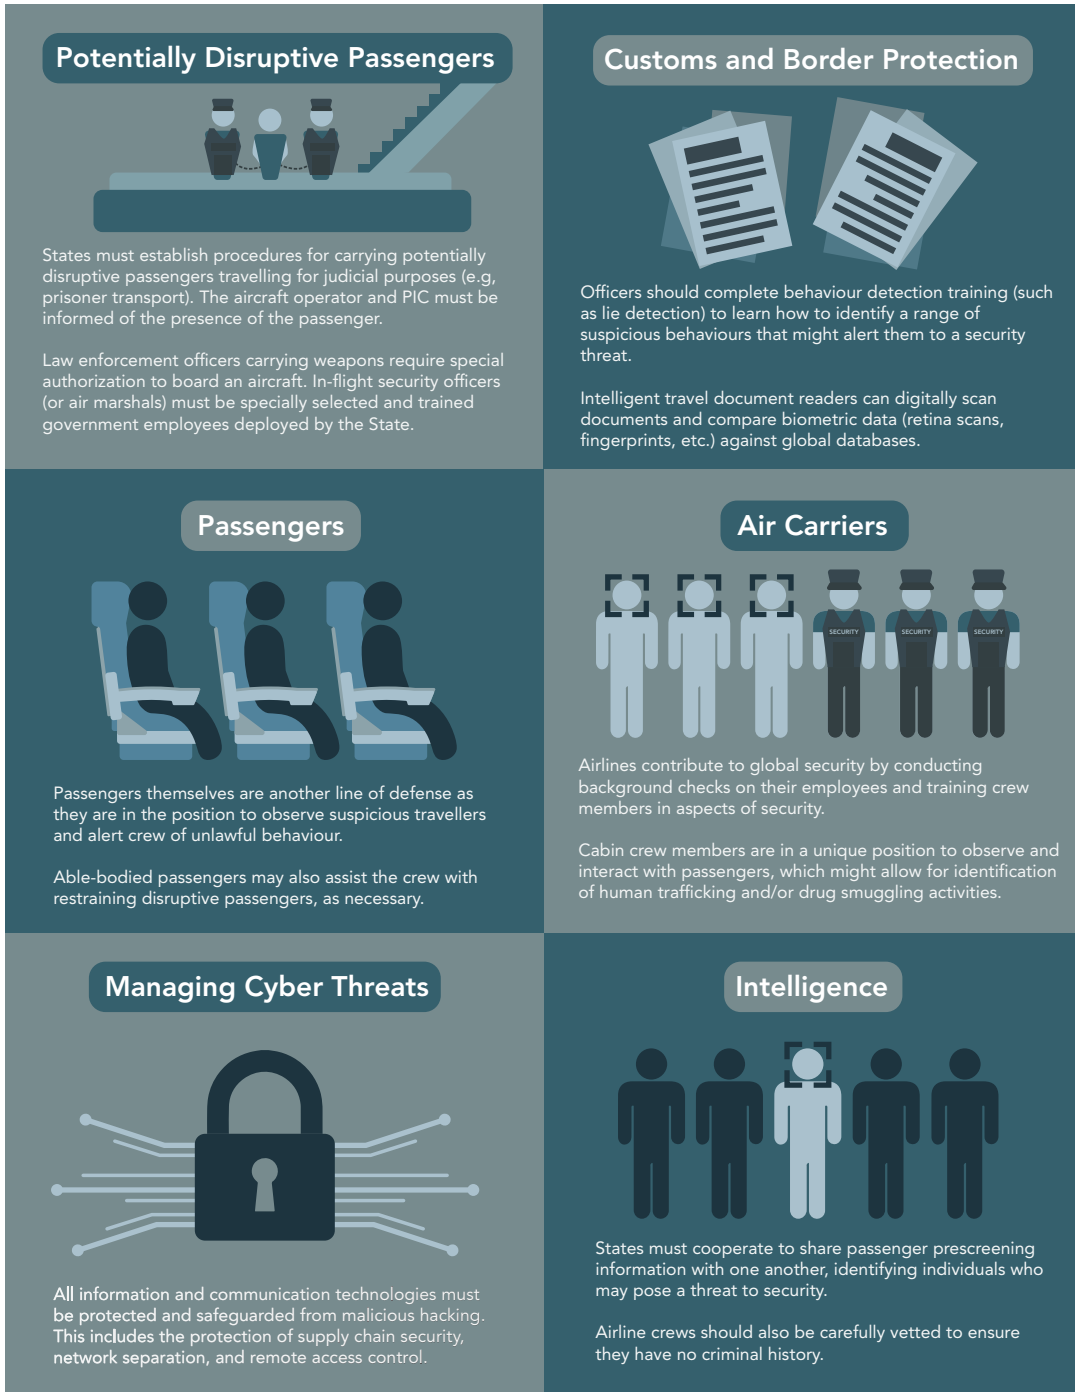 Potentially Disruptive Passengers
States must establish procedures for carrying potentially
disruptive passengers travelling for judicial purposes (e.g,
prisoner transport). The aircraft operator and PIC must be
informed of the presence of the passenger.
Law enforcement officers carrying weapons require special
authorization to board an aircraft. In-flight security officers
(or air marshals) must be specially selected and trained
government employees deployed by the State.
Customs and Border Protection
Officers should complete behaviour detection training (such
as lie detection) to learn how to identify a range of
suspicious behaviours that might alert them to a security
threat.
Intelligent travel document readers can digitally scan
documents and compare biometric data (retina scans,
fingerprints, etc.) against global databases.
Passengers
Passengers themselves are another line of defense as
they are in the position to observe suspicious travellers
and alert crew of unlawful behaviour.
Able-bodied passengers may also assist the crew with
restraining disruptive passengers, as necessary.
Air Carriers
SECURITY SECURITY SECURITY
Airlines contribute to global security by conducting
background checks on their employees and training crew
members in aspects of security.
Cabin crew members are in a unique position to observe and
interact with passengers, which might allow for identification
of human trafficking and/or drug smuggling activities.
Managing Cyber Threats
All information and communication technologies must
be protected and safeguarded from malicious hacking.
This includes the protection of supply chain security,
network separation, and remote access control.
Intelligence
States must cooperate to share passenger prescreening
information with one another, identifying individuals who
may pose a threat to security.
Airline crews should also be carefully vetted to ensure
they have no criminal history.